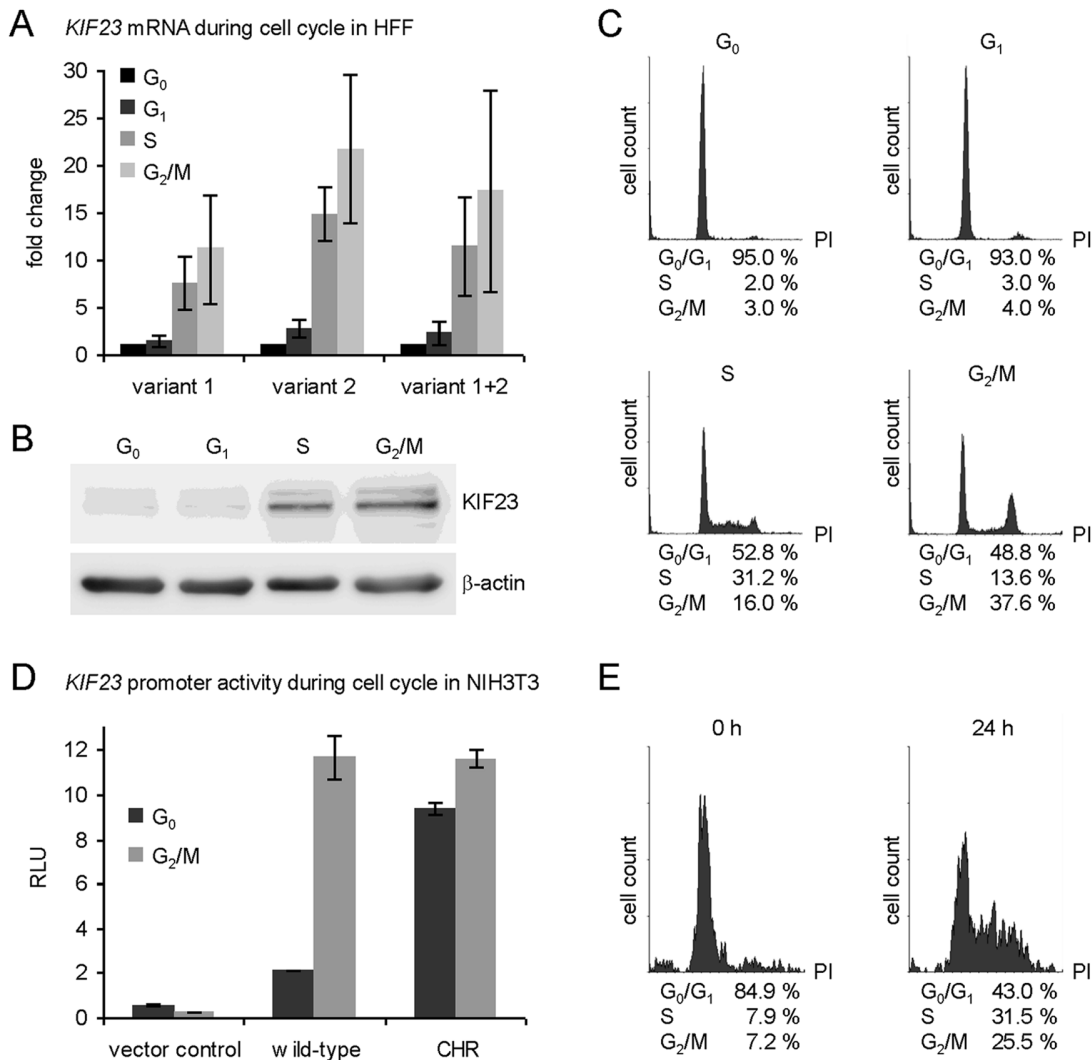 A KIF23 mRNA during cell cycle in HFF
G₀
G₁
S
G₂/M
30
25
20
15
10
5
0
fold change
variant 1 variant 2 variant 1+2
B
G₀ G₁ S G₂/M
KIF23
β-actin
C
G₀
cell count
PI
G₀/G₁ 95.0 %
S 2.0 %
G₂/M 3.0 %
G₁
cell count
PI
G₀/G₁ 93.0 %
S 3.0 %
G₂/M 4.0 %
S
cell count
PI
G₀/G₁ 52.8 %
S 31.2 %
G₂/M 16.0 %
G₂/M
cell count
PI
G₀/G₁ 48.8 %
S 13.6 %
G₂/M 37.6 %
D KIF23 promoter activity during cell cycle in NIH3T3
12
10
8
6
4
2
0
RLU
G₀
G₂/M
vector control w ild-type CHR
E
0 h
cell count
PI
G₀/G₁ 84.9 %
S 7.9 %
G₂/M 7.2 %
24 h
cell count
PI
G₀/G₁ 43.0 %
S 31.5 %
G₂/M 25.5 %